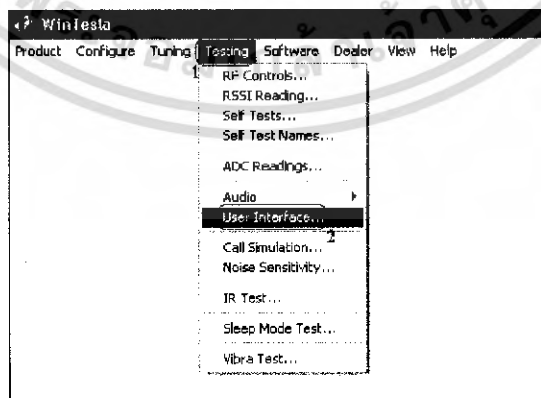 WinTesla
Product Configure Tuning Testing Software Dealer View Help
1
RF Controls...
RSSI Reading...
Self Tests...
Self Test Names...
ADC Readings...
Audio
User Interface...
2
Call Simulation...
Noise Sensitivity...
IR Test...
Sleep Mode Test...
Vibra Test...